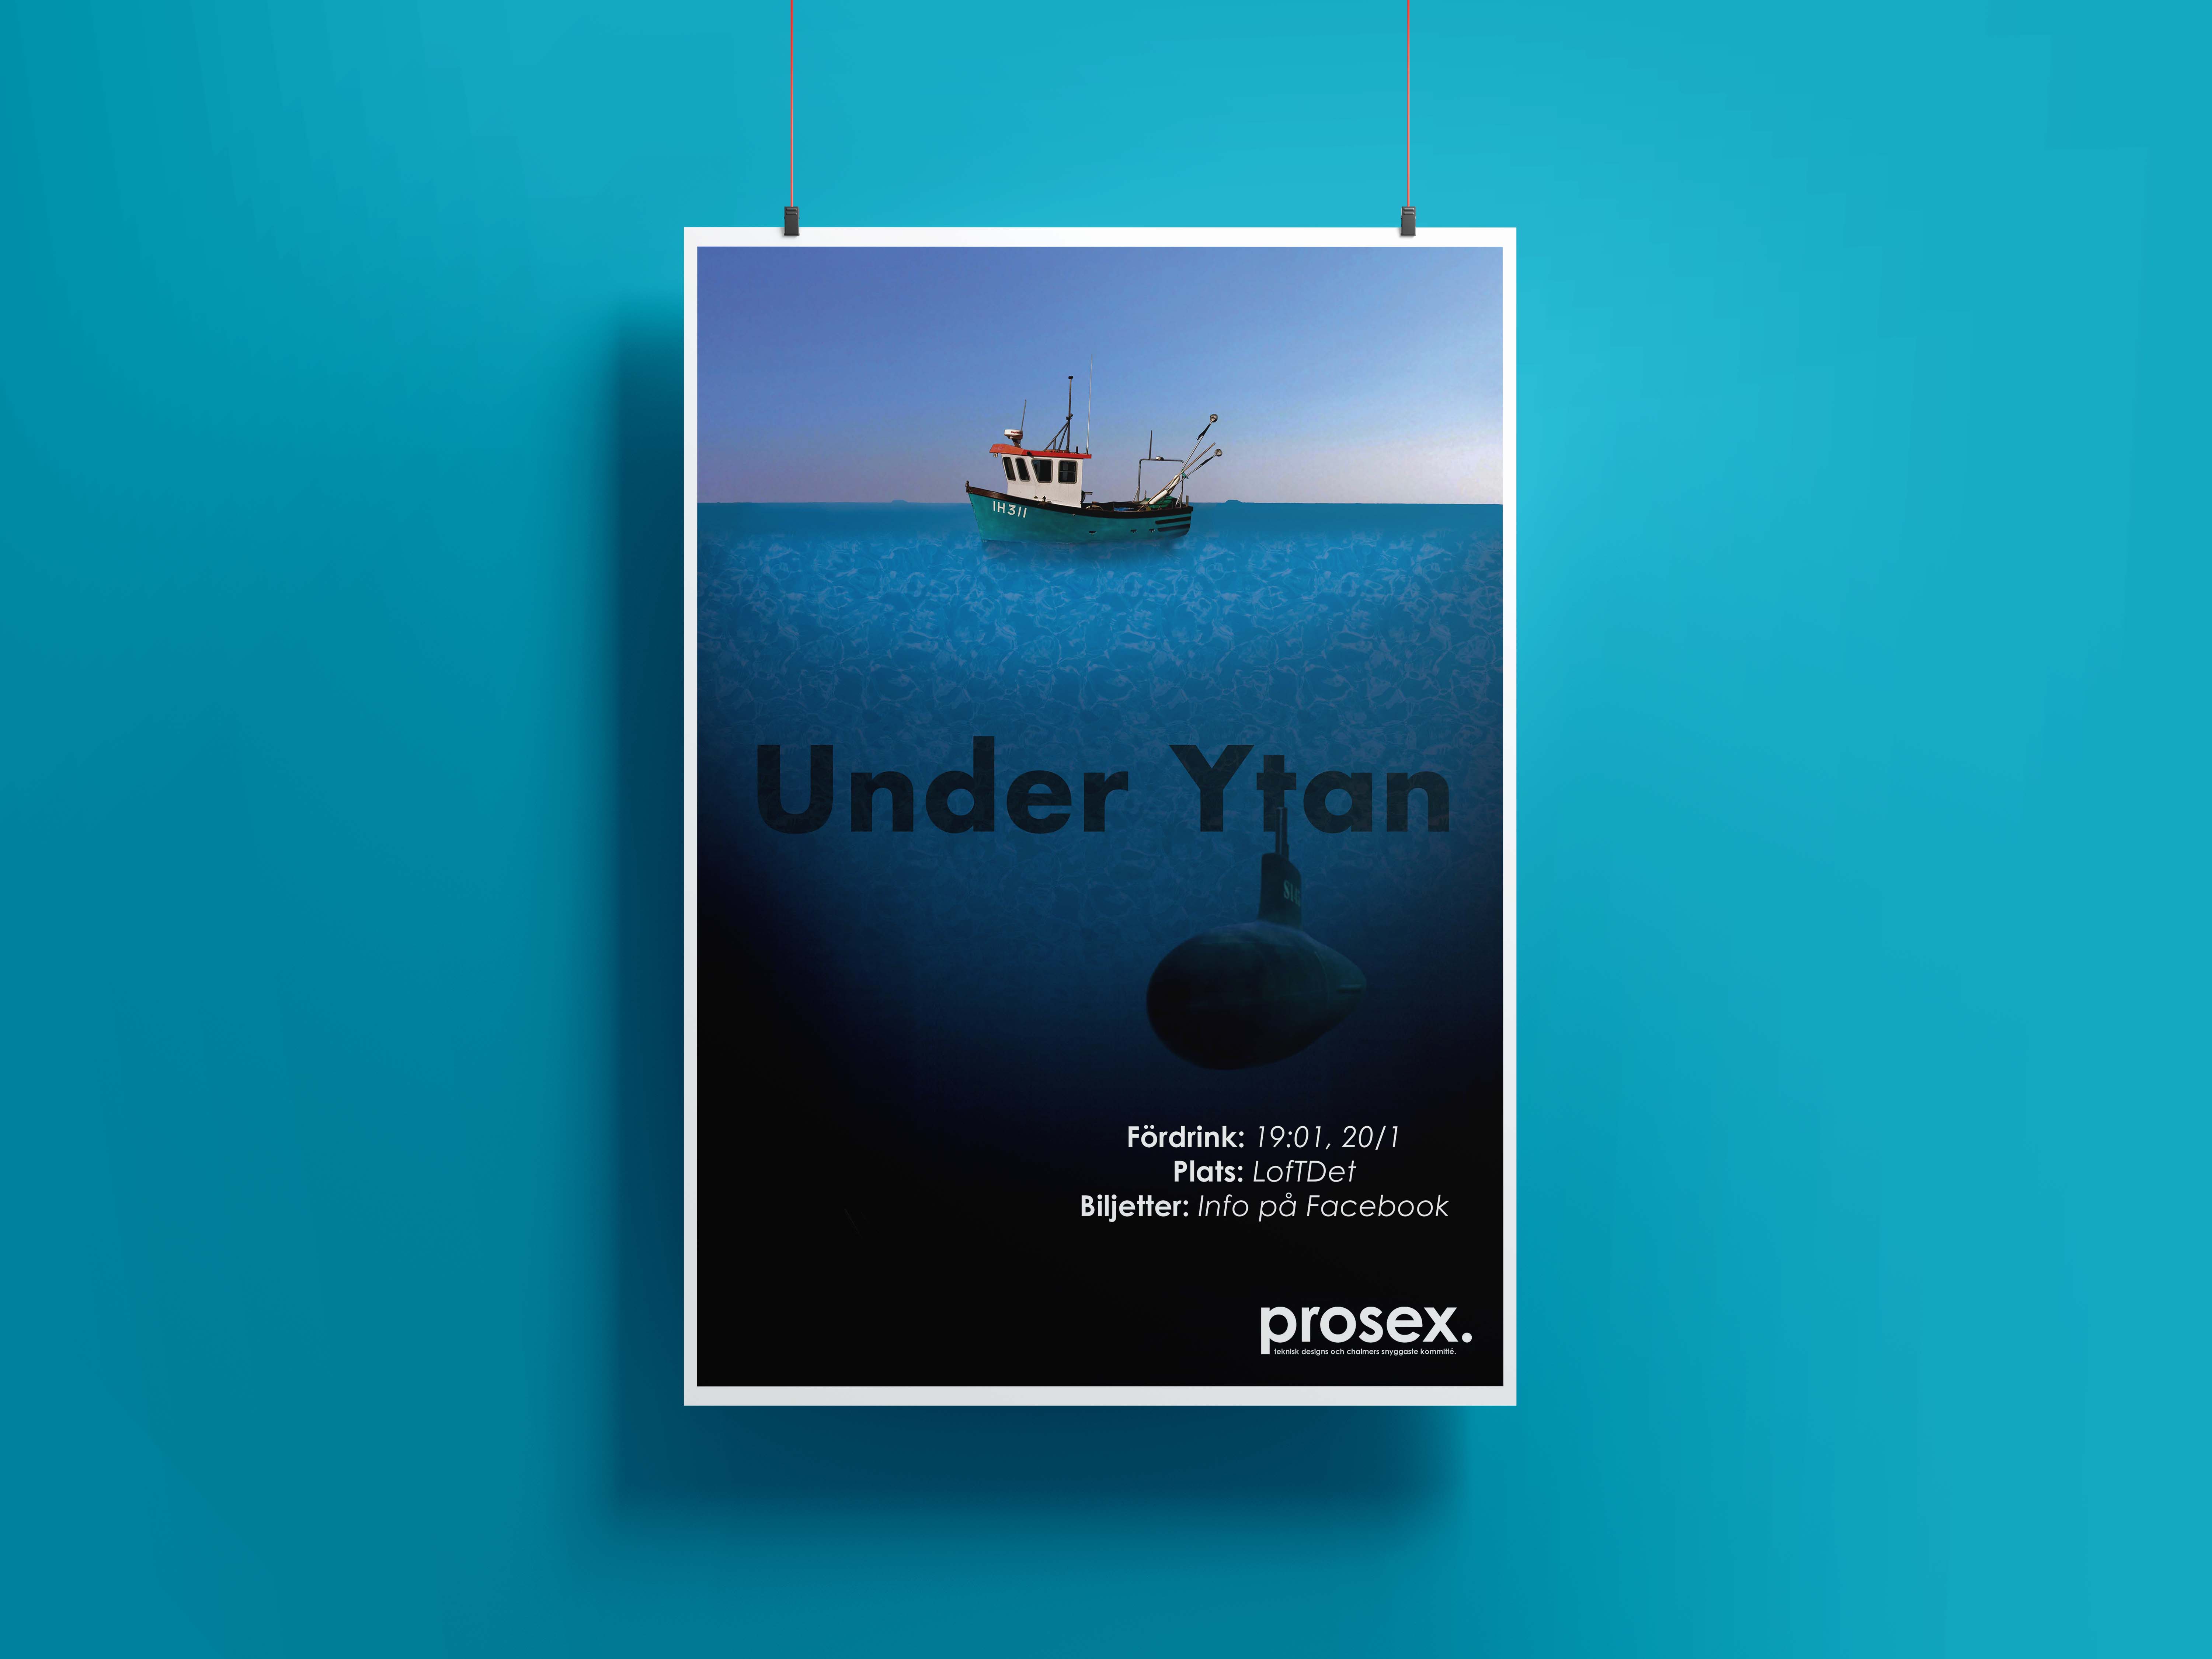 IH311
Under Ytan
Fördrink: 19:01, 20/1
Plats: LofTDet
Biljetter: Info på Facebook
prosex.
teknisk designs och chalmers snyggaste kommitté.